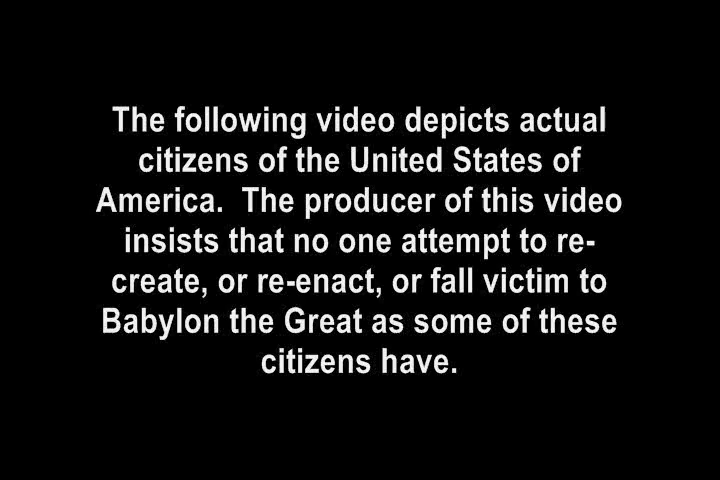 The following video depicts actual
citizens of the United States of
America.  The producer of this video
insists that no one attempt to re-
create, or re-enact, or fall victim to
Babylon the Great as some of these
citizens have.